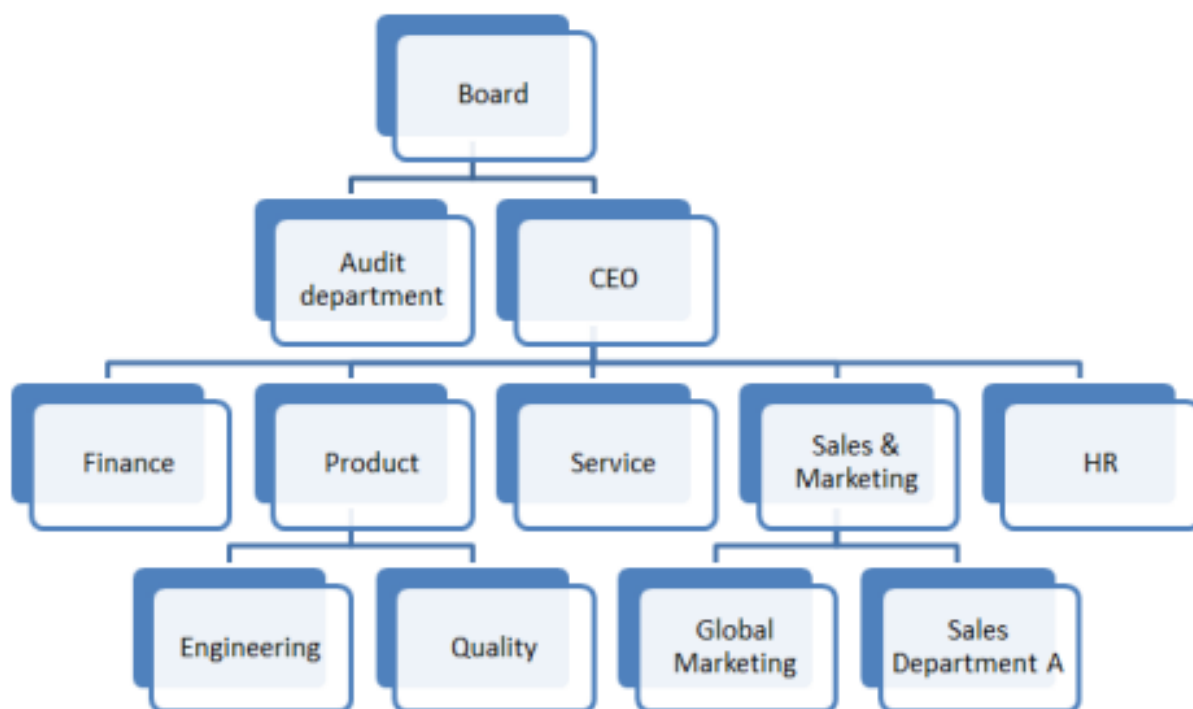 Board
Audit
department
CEO
Finance
Product
Service
Sales &
Marketing
HR
Engineering
Quality
Global
Marketing
Sales
Department A